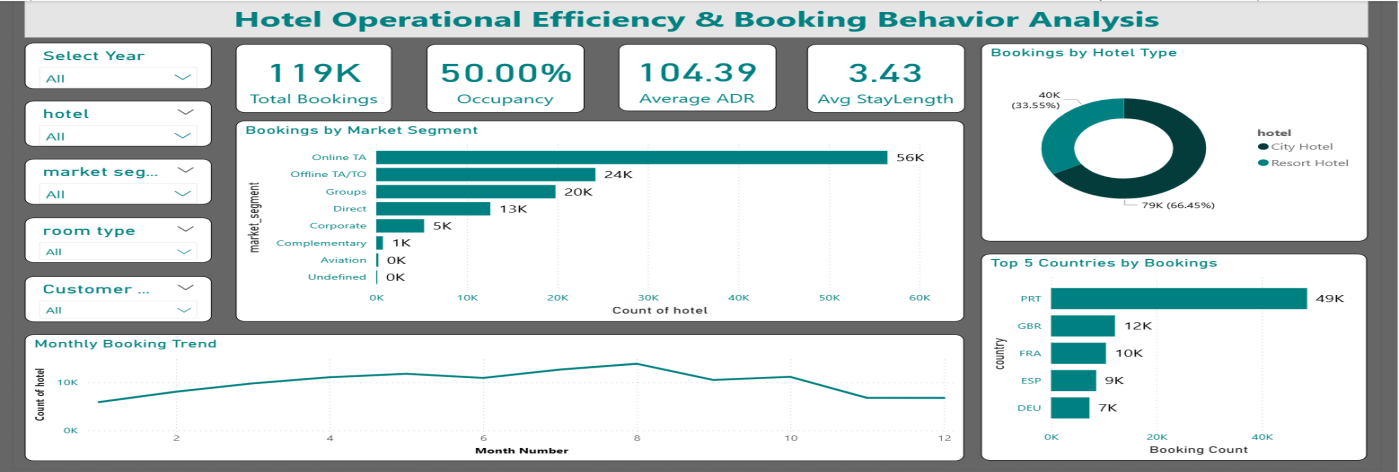 Hotel Operational Efficiency & Booking Behavior Analysis
Select Year
All
hotel
All
market seg...
All
room type
All
Customer ...
All
119K
Total Bookings
50.00%
Occupancy
104.39
Average ADR
3.43
Avg StayLength
Bookings by Market Segment
market_segment
Online TA 56K
Offline TA/TO 24K
Groups 20K
Direct 13K
Corporate 5K
Complementary 1K
Aviation 0K
Undefined 0K
0K 10K 20K 30K 40K 50K 60K
Count of hotel
Bookings by Hotel Type
40K
(33.55%)
79K (66.45%)
hotel
City Hotel
Resort Hotel
Top 5 Countries by Bookings
country
PRT 49K
GBR 12K
FRA 10K
ESP 9K
DEU 7K
0K 20K 40K
Booking Count
Monthly Booking Trend
Count of hotel
10K
0K
2 4 6 8 10 12
Month Number